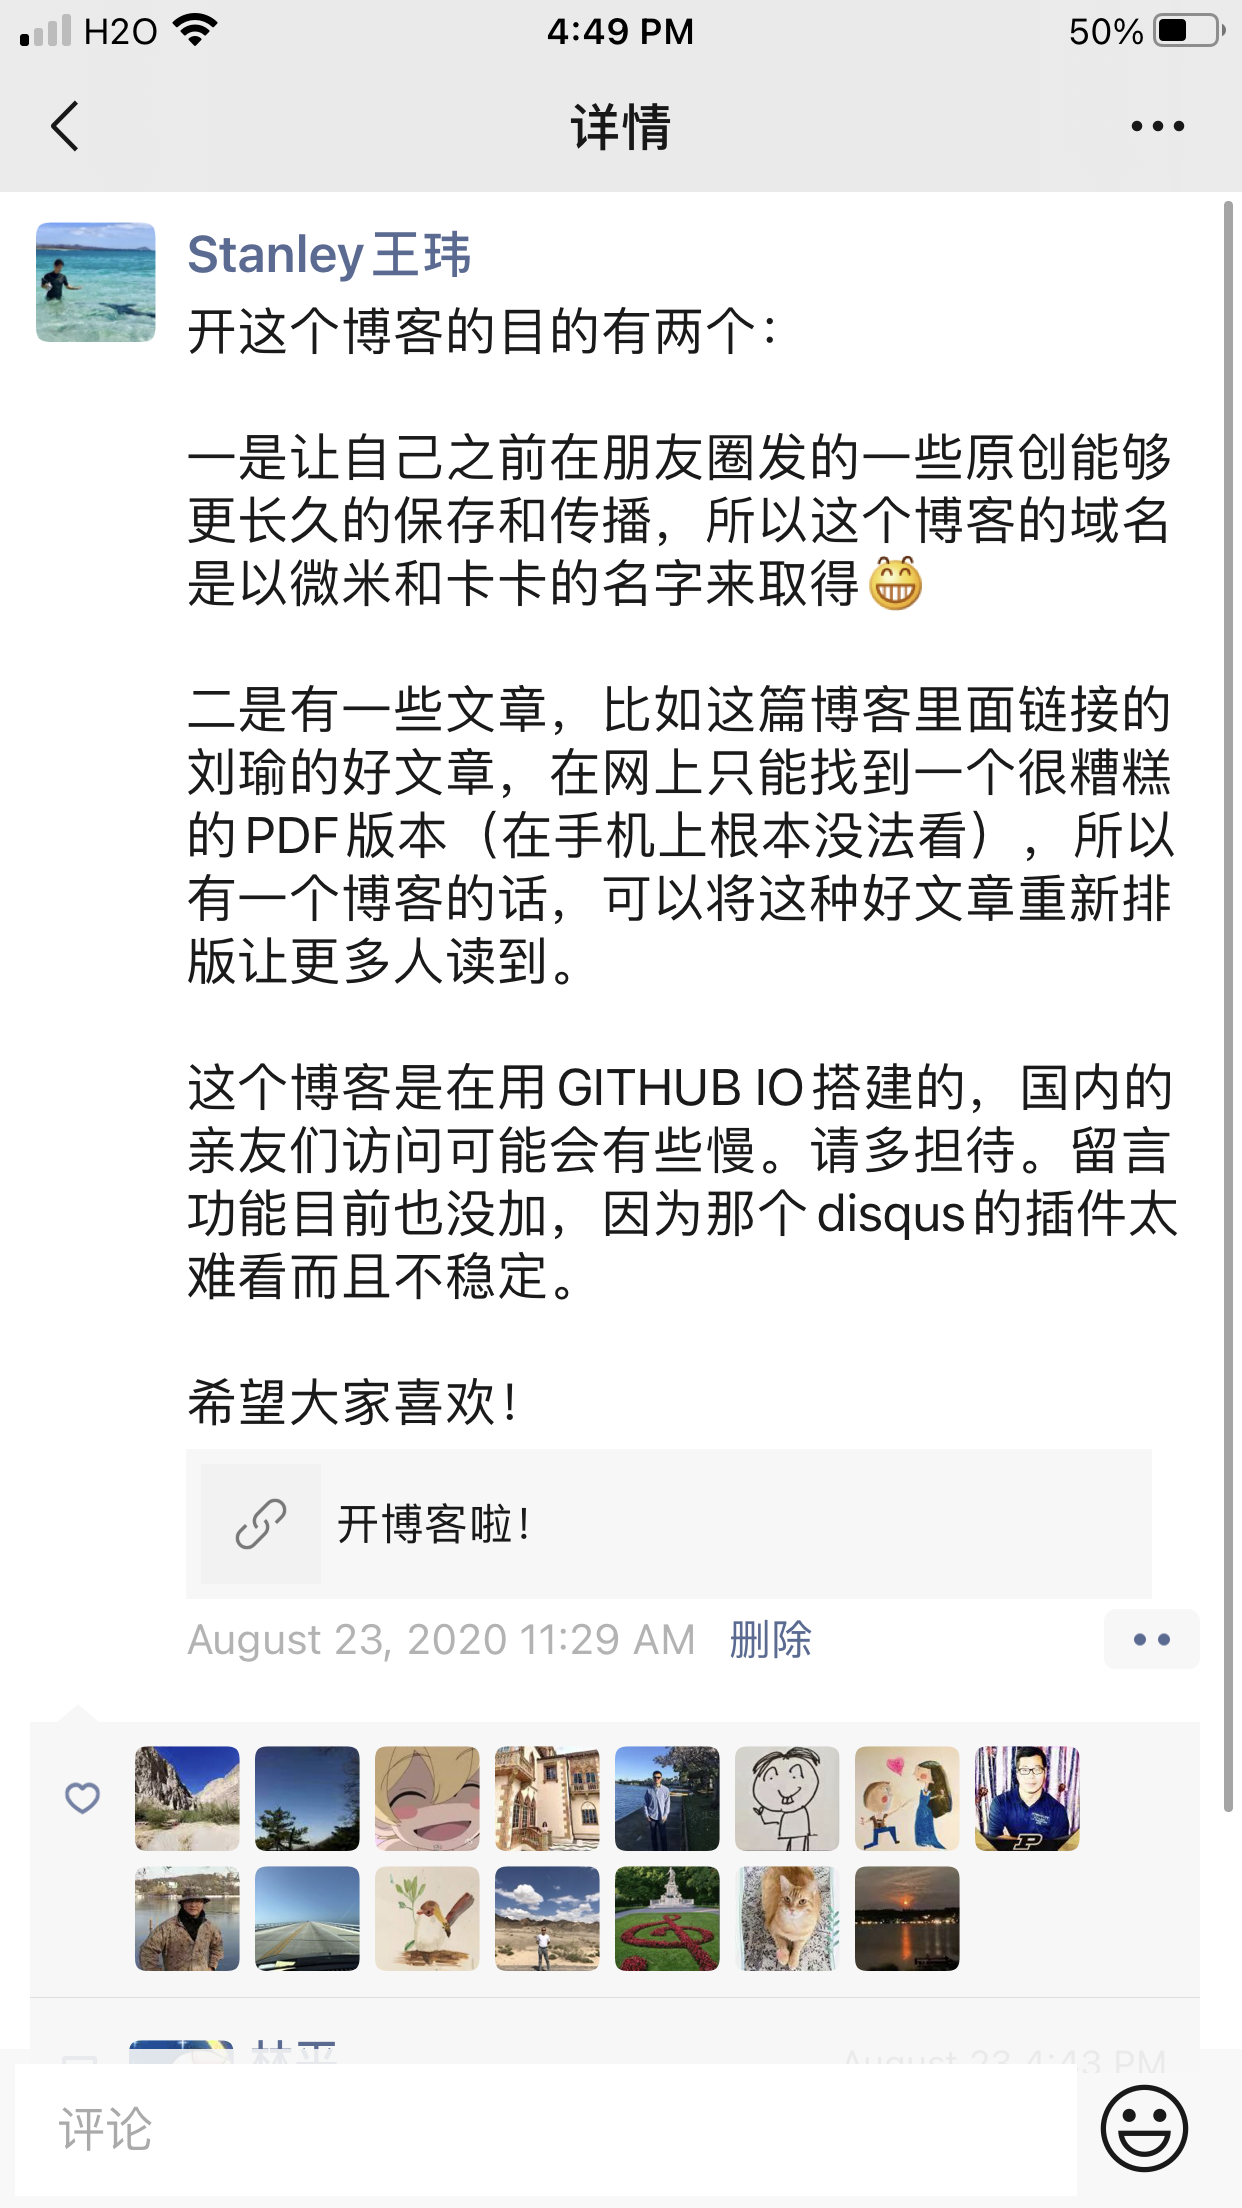 H2O 4:49 PM 50%
详情
Stanley王玮
开这个博客的目的有两个：
一是让自己之前在朋友圈发的一些原创能够
更长久的保存和传播，所以这个博客的域名
是以微米和卡卡的名字来取得😁
二是有一些文章，比如这篇博客里面链接的
刘瑜的好文章，在网上只能找到一个很糟糕
的PDF版本（在手机上根本没法看），所以
有一个博客的话，可以将这种好文章重新排
版让更多人读到。
这个博客是在用GITHUB IO搭建的，国内的
亲友们访问可能会有些慢。请多担待。留言
功能目前也没加，因为那个disqus的插件太
难看而且不稳定。
希望大家喜欢！
开博客啦！
August 23, 2020 11:29 AM 删除
P
August 23 4:43 PM
评论